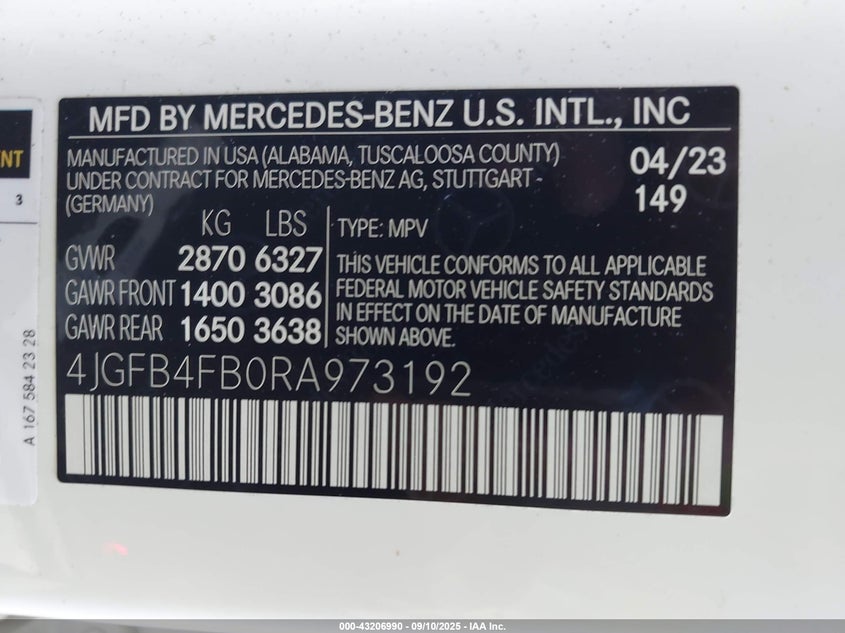 MFD BY MERCEDES-BENZ U.S. INTL., INC
MANUFACTURED IN USA (ALABAMA, TUSCALOOSA COUNTY)
UNDER CONTRACT FOR MERCEDES-BENZ AG, STUTTGART -
(GERMANY)
04/23
149
KG LBS
GVWR 2870 6327
GAWR FRONT 1400 3086
GAWR REAR 1650 3638
TYPE: MPV
THIS VEHICLE CONFORMS TO ALL APPLICABLE
FEDERAL MOTOR VEHICLE SAFETY STANDARDS
IN EFFECT ON THE DATE OF MANUFACTURE
SHOWN ABOVE.
4JGFB4FB0RA973192
3
A 167 584 23 28
000-43206990 - 09/10/2025 - IAA Inc.